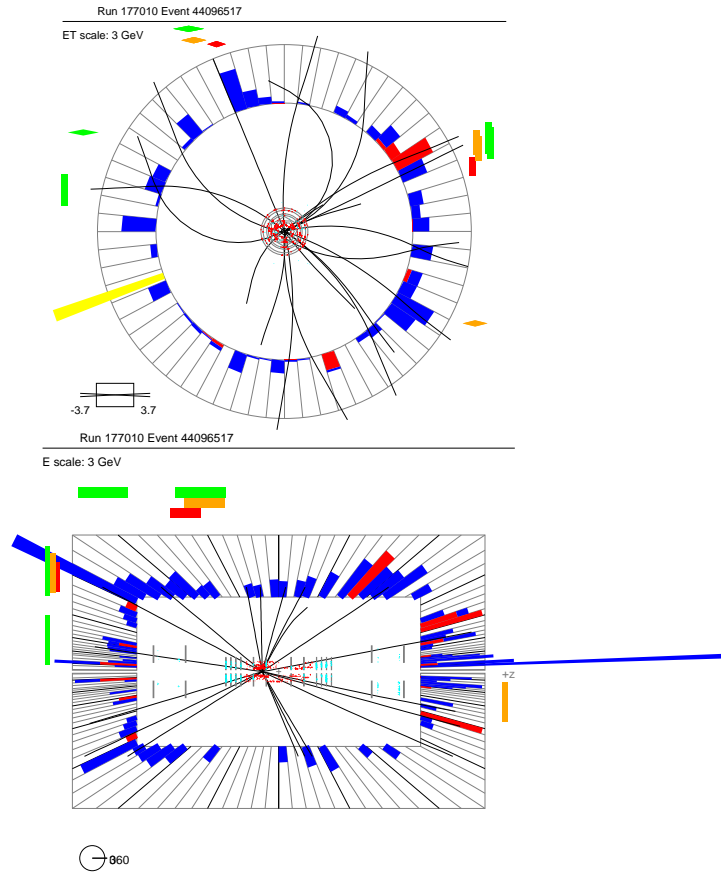 Run 177010 Event 44096517
ET scale: 3 GeV
-3.7 3.7
Run 177010 Event 44096517
E scale: 3 GeV
+z